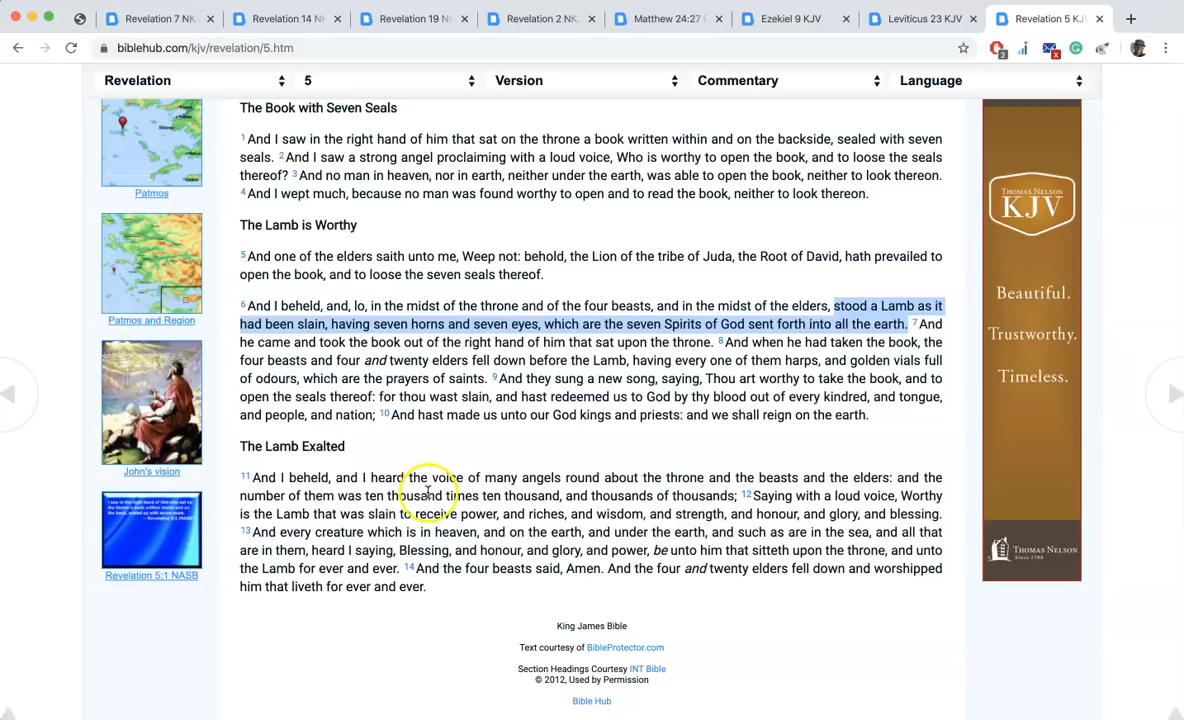 Revelation 7 NK
Revelation 14 NK
Revelation 19 NK
Revelation 2 NK
Matthew 24:27
Ezekiel 9 KJV
Leviticus 23 KJV
Revelation 5 KJ
biblehub.com/kjv/revelation/5.htm
2
x
Revelation
5
Version
Commentary
Language
The Book with Seven Seals
1 And I saw in the right hand of him that sat on the throne a book written within and on the backside, sealed with seven
seals. 2 And I saw a strong angel proclaiming with a loud voice, Who is worthy to open the book, and to loose the seals
thereof? 3 And no man in heaven, nor in earth, neither under the earth, was able to open the book, neither to look thereon.
4 And I wept much, because no man was found worthy to open and to read the book, neither to look thereon.
The Lamb is Worthy
5 And one of the elders saith unto me, Weep not: behold, the Lion of the tribe of Juda, the Root of David, hath prevailed to
open the book, and to loose the seven seals thereof.
6 And I beheld, and, lo, in the midst of the throne and of the four beasts, and in the midst of the elders, stood a Lamb as it
had been slain, having seven horns and seven eyes, which are the seven Spirits of God sent forth into all the earth. 7 And
he came and took the book out of the right hand of him that sat upon the throne. 8 And when he had taken the book, the
four beasts and four and twenty elders fell down before the Lamb, having every one of them harps, and golden vials full
of odours, which are the prayers of saints. 9 And they sung a new song, saying, Thou art worthy to take the book, and to
open the seals thereof: for thou wast slain, and hast redeemed us to God by thy blood out of every kindred, and tongue,
and people, and nation; 10 And hast made us unto our God kings and priests: and we shall reign on the earth.
The Lamb Exalted
11 And I beheld, and I heard the voice of many angels round about the throne and the beasts and the elders: and the
number of them was ten thousand times ten thousand, and thousands of thousands; 12 Saying with a loud voice, Worthy
is the Lamb that was slain to receive power, and riches, and wisdom, and strength, and honour, and glory, and blessing.
13 And every creature which is in heaven, and on the earth, and under the earth, and such as are in the sea, and all that
are in them, heard I saying, Blessing, and honour, and glory, and power, be unto him that sitteth upon the throne, and unto
the Lamb for ever and ever. 14 And the four beasts said, Amen. And the four and twenty elders fell down and worshipped
him that liveth for ever and ever.
King James Bible
Text courtesy of BibleProtector.com
Section Headings Courtesy INT Bible
© 2012, Used by Permission
Bible Hub
Patmos
Patmos and Region
John's vision
Revelation 5:1 NASB
THOMAS NELSON
KJV
Beautiful.
Trustworthy.
Timeless.
THOMAS NELSON
Since 1798